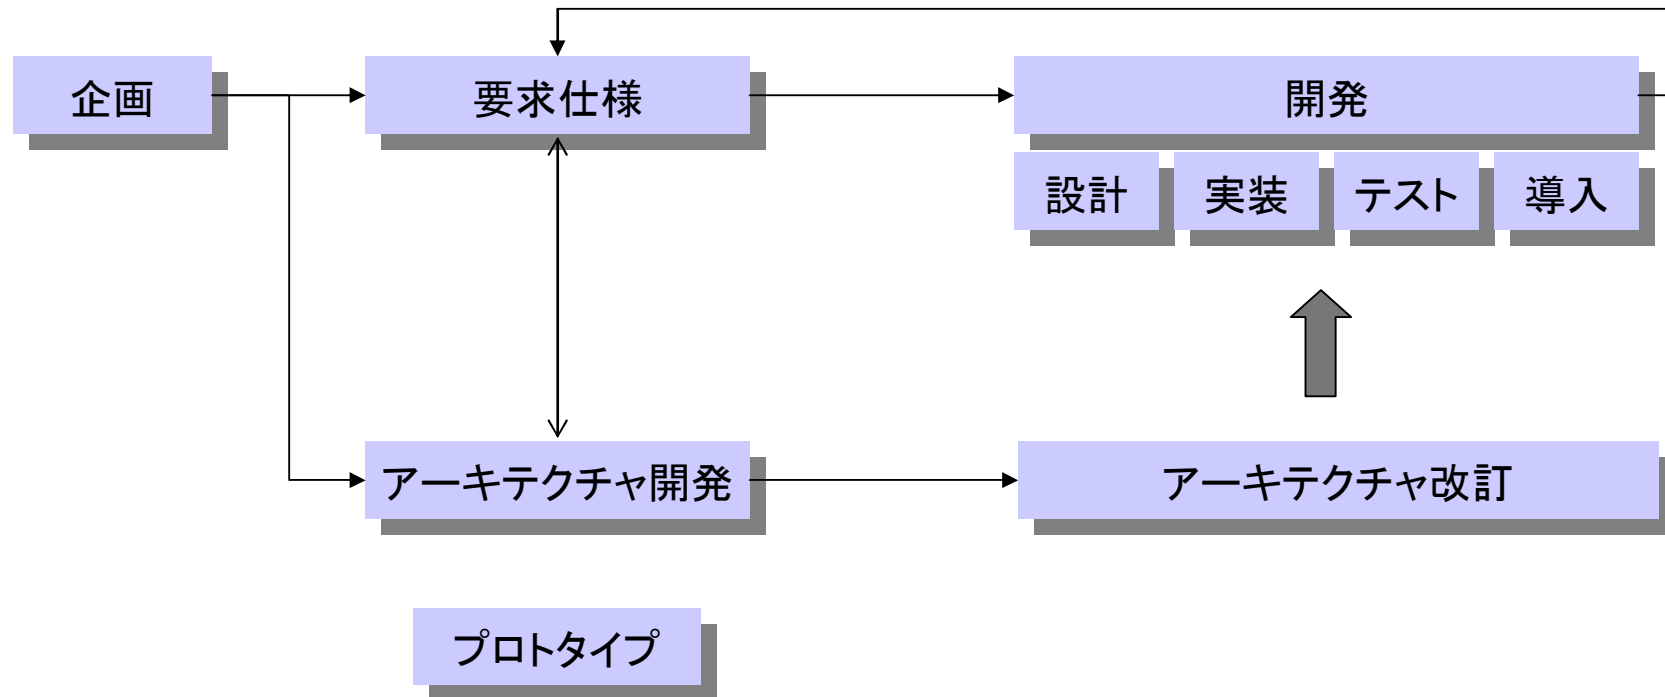 企画
要求仕様
開発
設計
実装
テスト
導入
アーキテクチャ開発
アーキテクチャ改訂
プロトタイプ